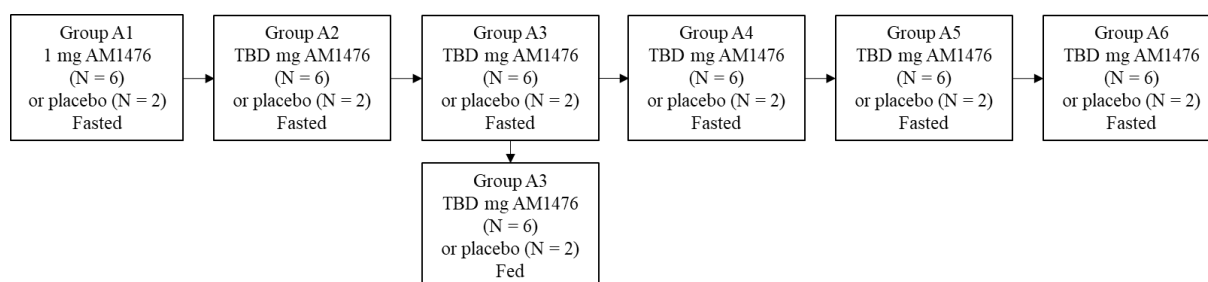 Group A1
1 mg AM1476
(N = 6)
or placebo (N = 2)
Fasted
Group A2
TBD mg AM1476
(N = 6)
or placebo (N = 2)
Fasted
Group A3
TBD mg AM1476
(N = 6)
or placebo (N = 2)
Fasted
Group A4
TBD mg AM1476
(N = 6)
or placebo (N = 2)
Fasted
Group A5
TBD mg AM1476
(N = 6)
or placebo (N = 2)
Fasted
Group A6
TBD mg AM1476
(N = 6)
or placebo (N = 2)
Fasted
Group A3
TBD mg AM1476
(N = 6)
or placebo (N = 2)
Fed